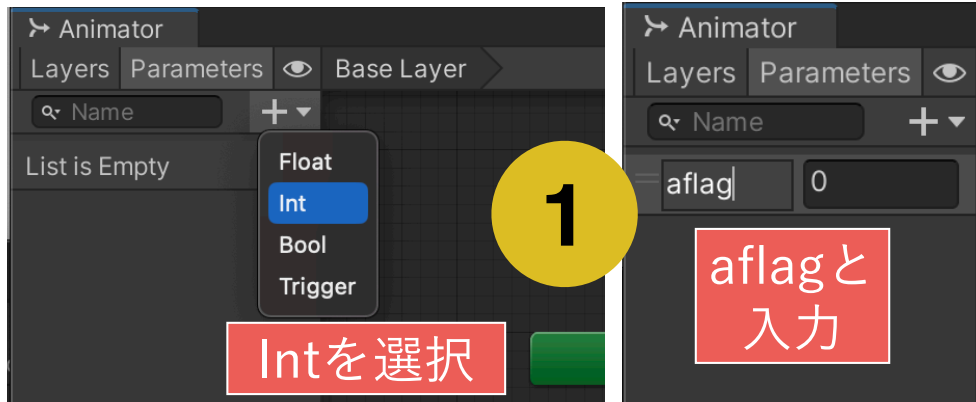 Animator
Layers Parameters Base Layer
Name
List is Empty
Float
Int
Bool
Trigger
Intを選択
1
Animator
Layers Parameters
Name
aflag 0
aflagと
入力